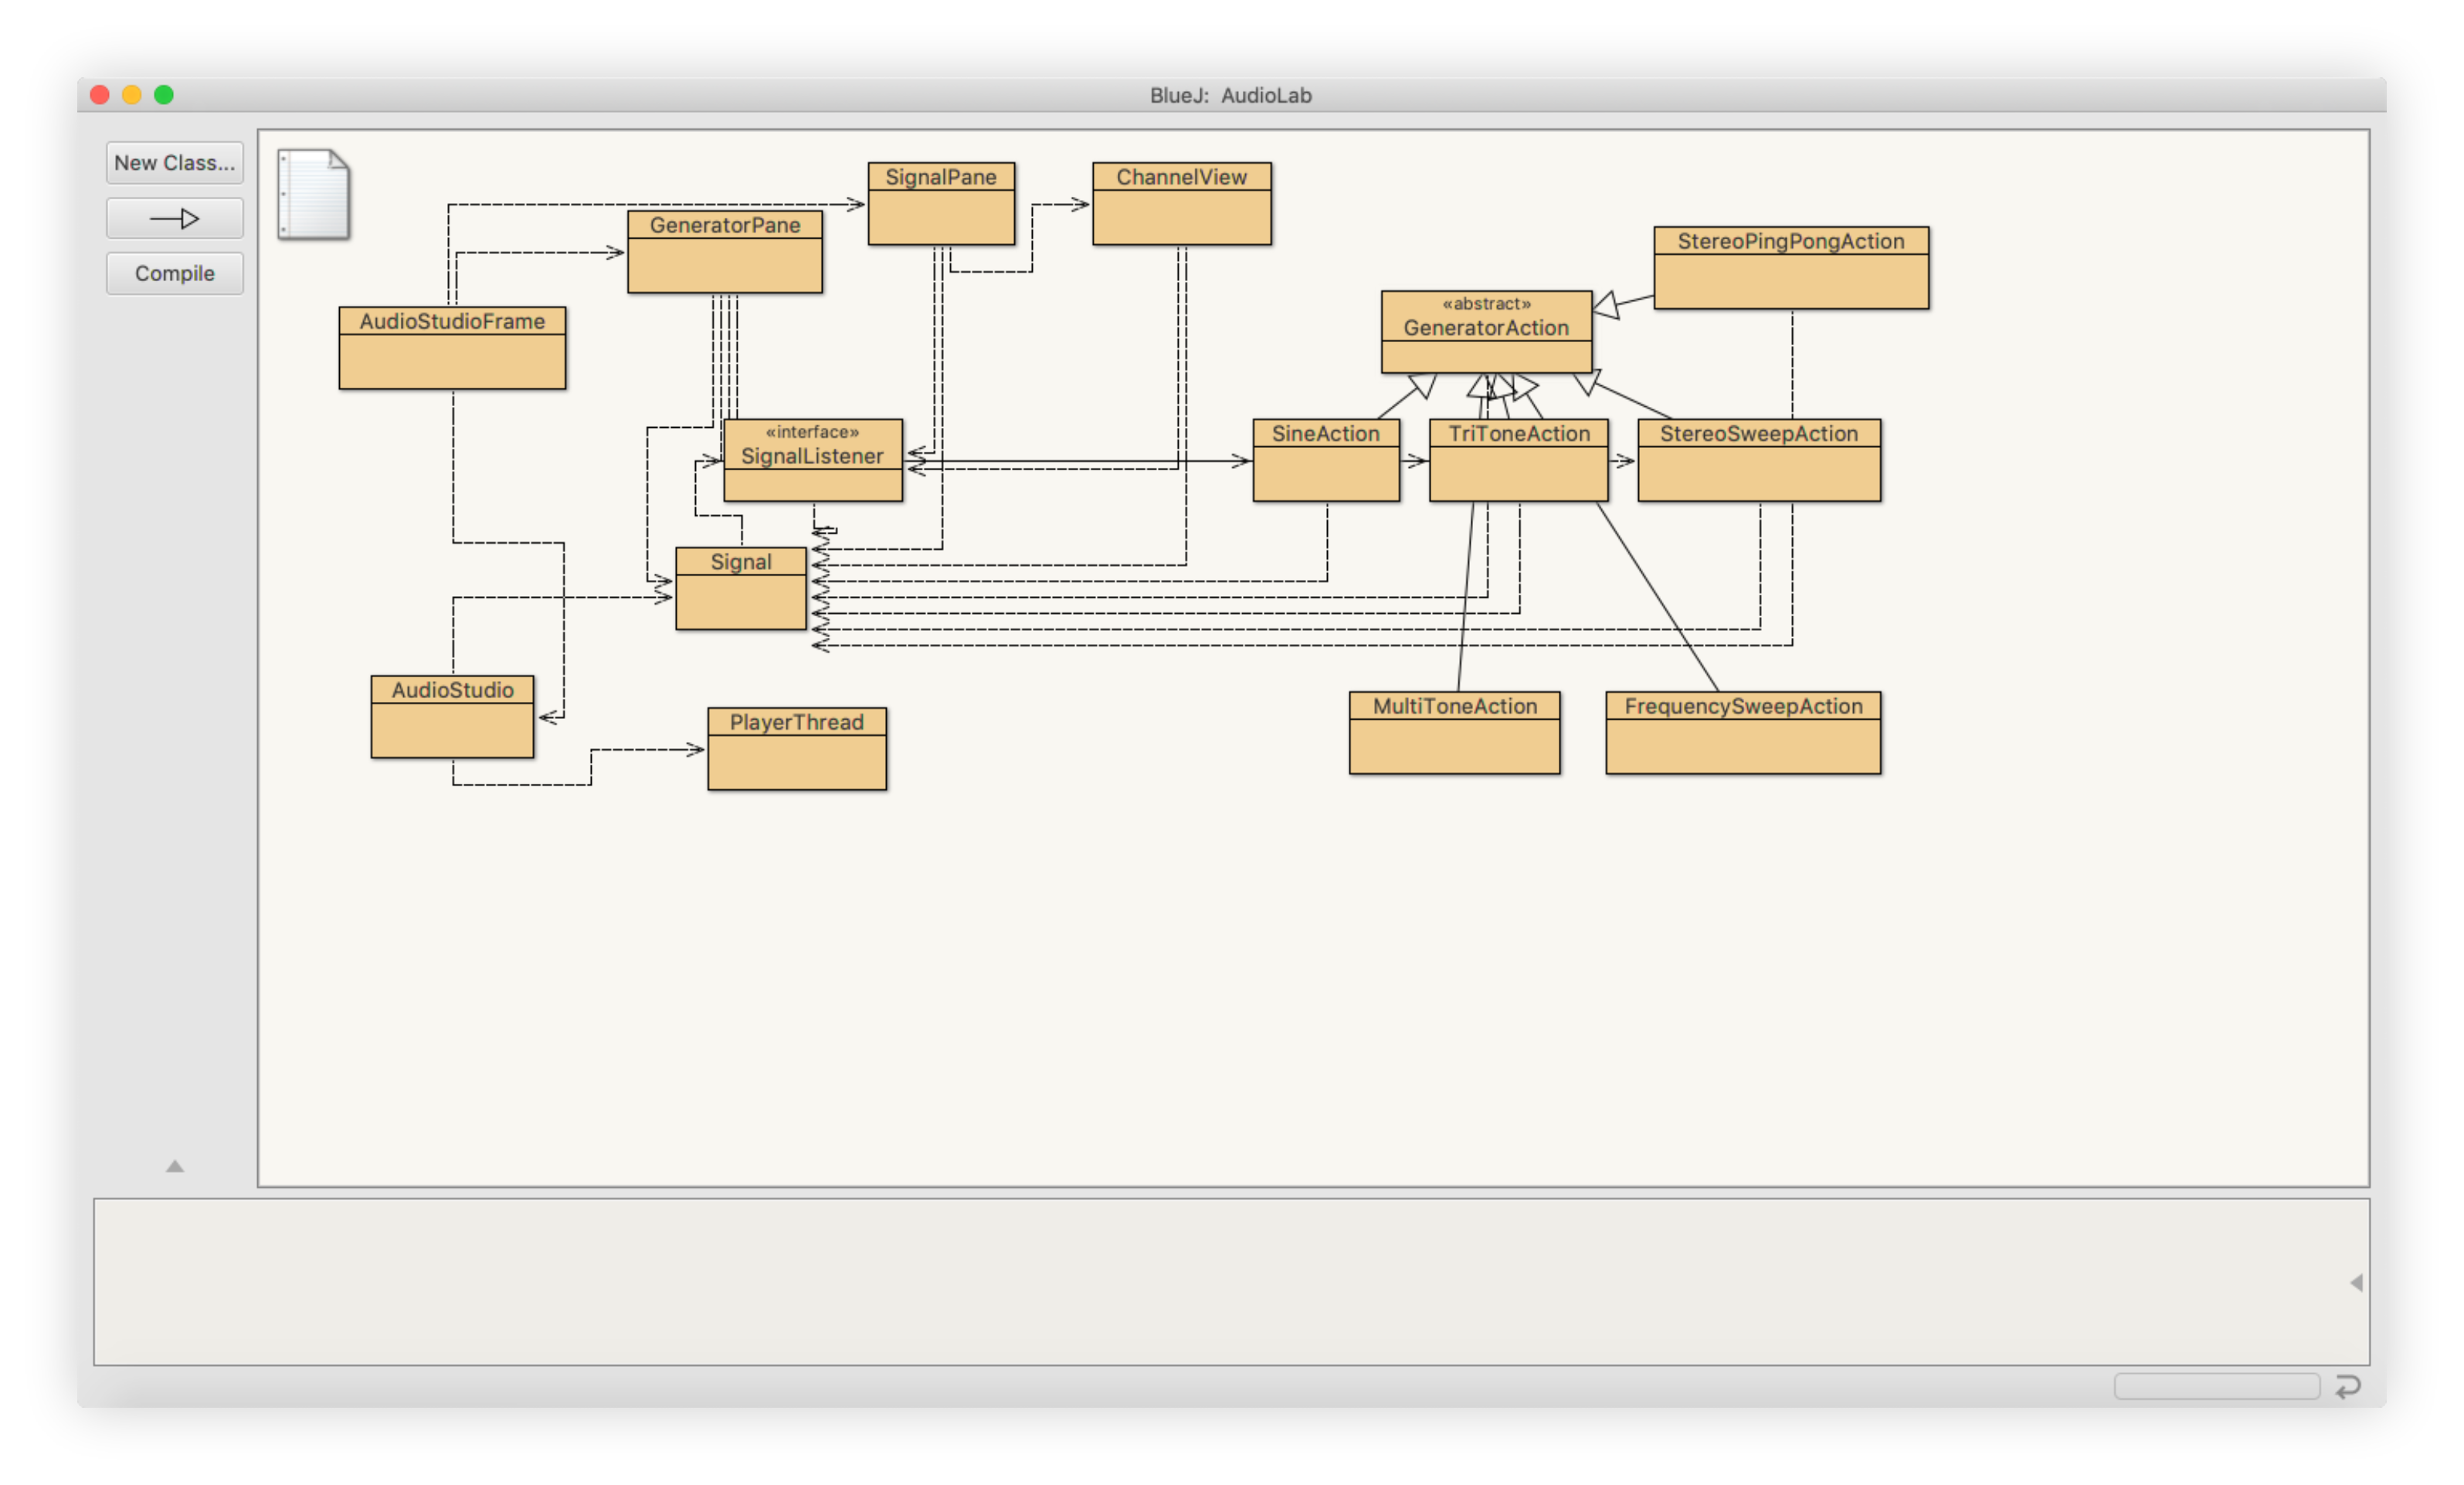 BlueJ: AudioLab
New Class...
Compile
SignalPane
ChannelView
GeneratorPane
StereoPingPongAction
«abstract»
GeneratorAction
AudioStudioFrame
«interface»
SignalListener
SineAction
TriToneAction
StereoSweepAction
Signal
AudioStudio
PlayerThread
MultiToneAction
FrequencySweepAction